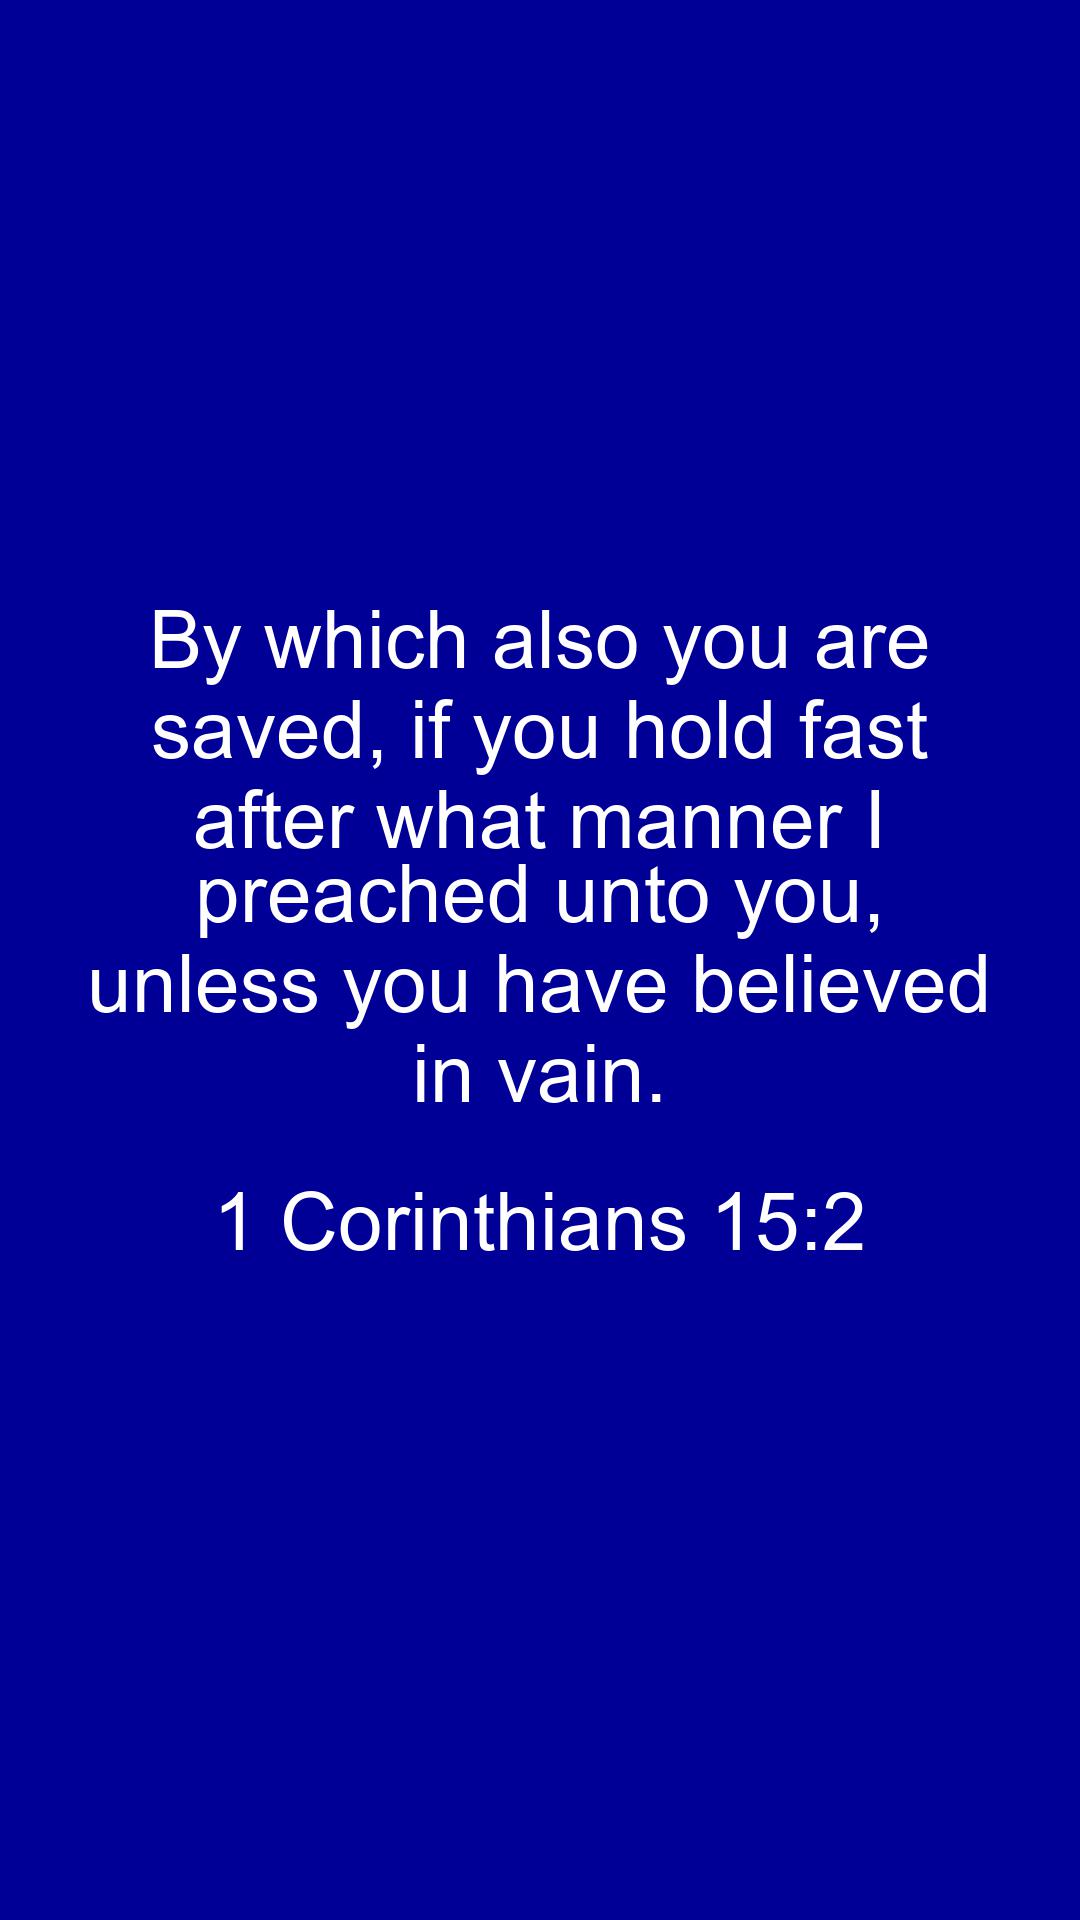 By which also you are
saved, if you hold fast
after what manner I
preached unto you,
unless you have believed
in vain.
1 Corinthians 15:2